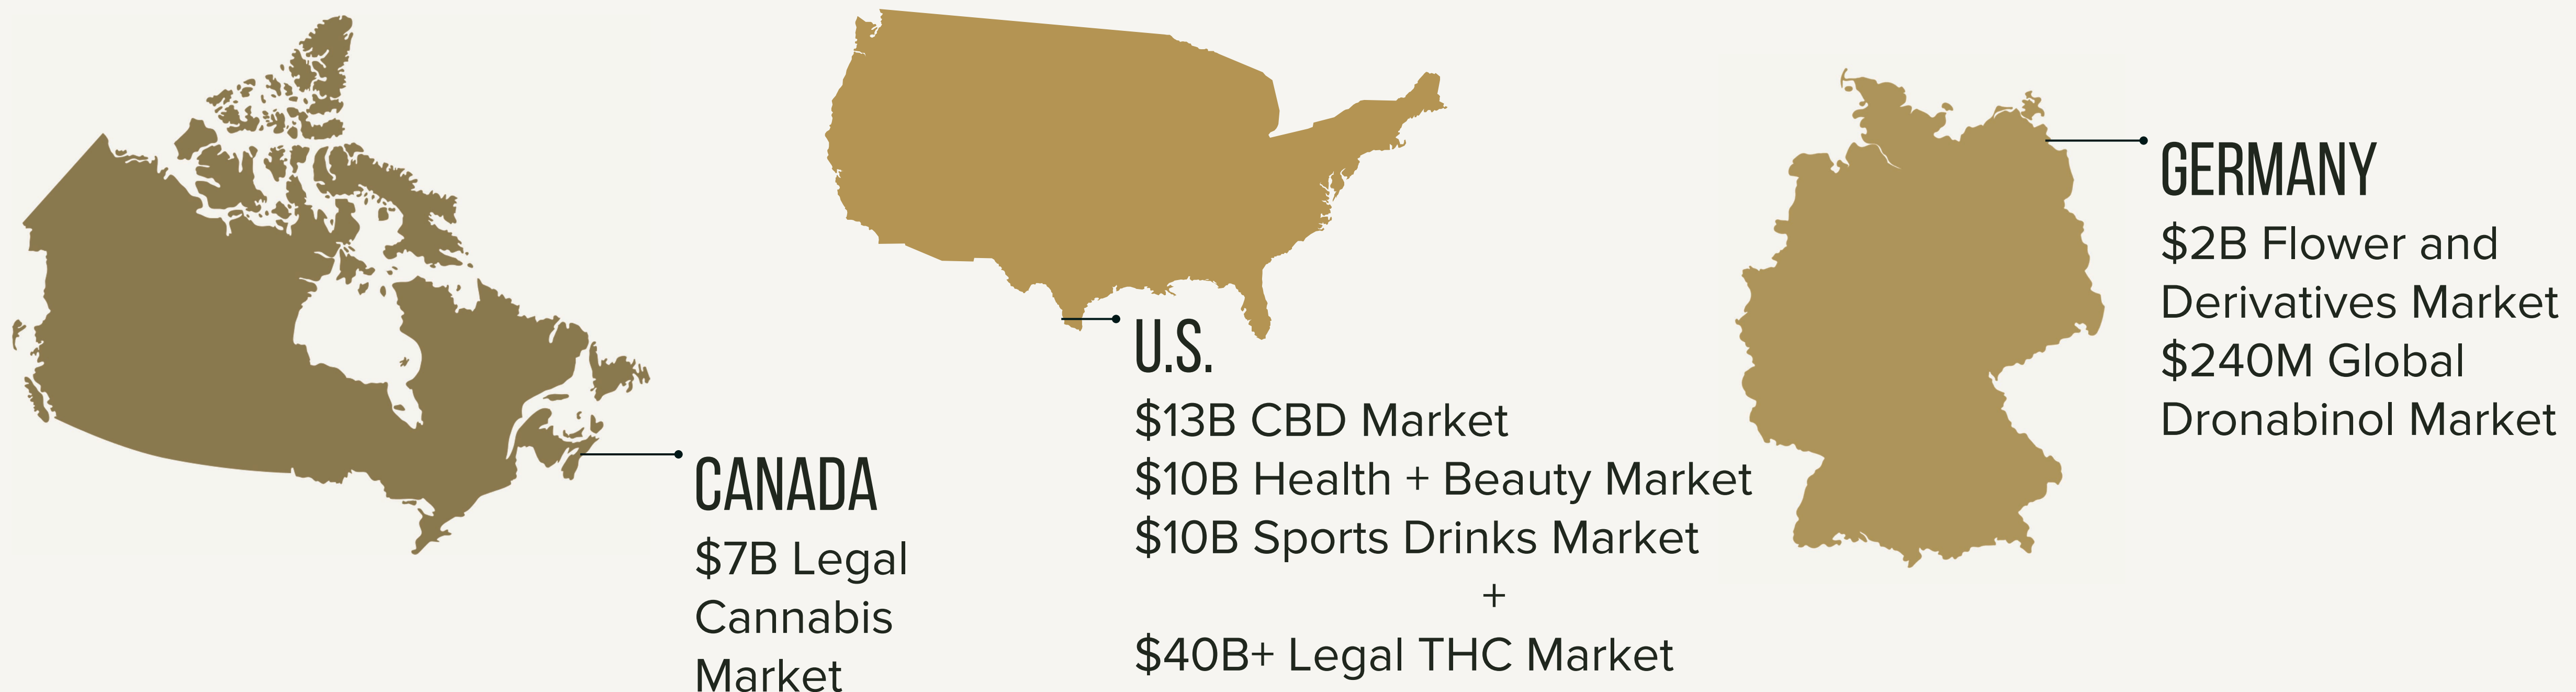 CANADA
$7B Legal
Cannabis
Market
U.S.
$13B CBD Market
$10B Health + Beauty Market
$10B Sports Drinks Market
+
$40B+ Legal THC Market
GERMANY
$2B Flower and
Derivatives Market
$240M Global
Dronabinol Market